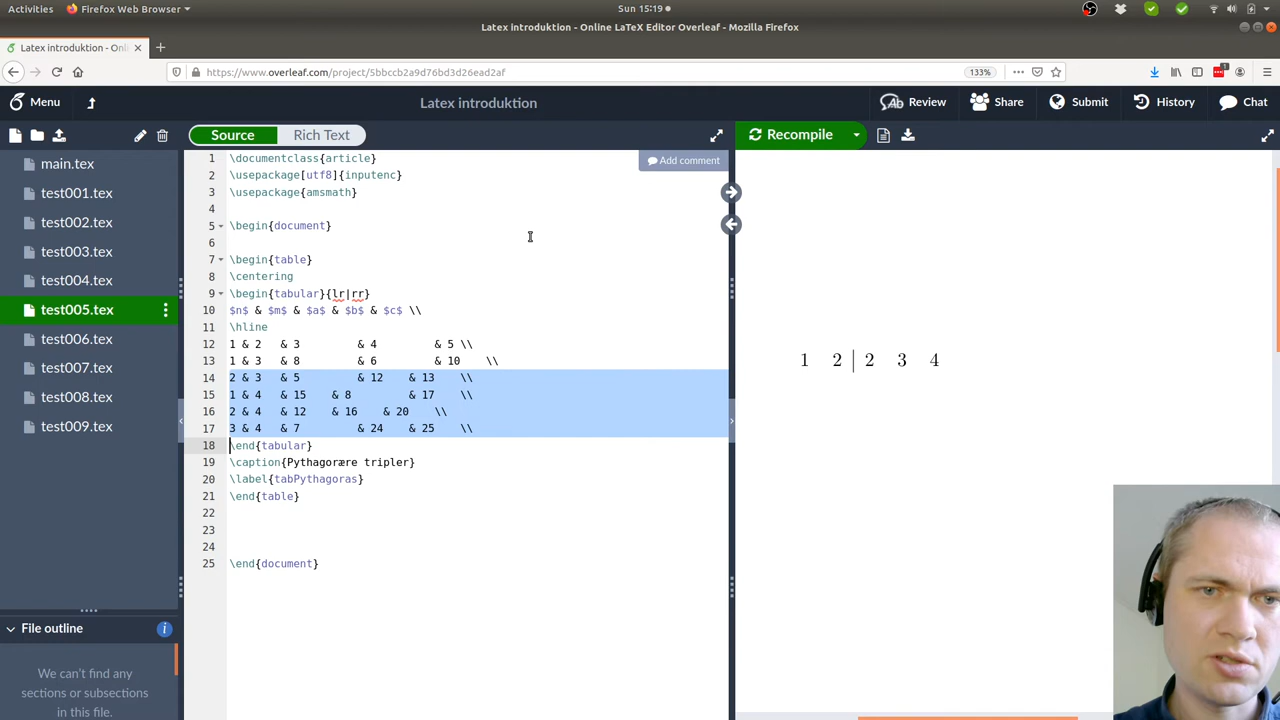 Activities Firefox Web Browser Sun 15:19
Latex introduktion - Online LaTeX Editor Overleaf - Mozilla Firefox
Latex introduktion - Onli
https://www.overleaf.com/project/5bbccb2a9d76bd3d26ead2af 133% 1
Menu Latex introduktion Review Share Submit History Chat
Source Rich Text Recompile
Add comment
main.tex
test001.tex
test002.tex
test003.tex
test004.tex
test005.tex
test006.tex
test007.tex
test008.tex
test009.tex
File outline
We can't find any
sections or subsections
in this file.
1 \documentclass{article}
2 \usepackage[utf8]{inputenc}
3 \usepackage{amsmath}
4
5 \begin{document}
6
7 \begin{table}
8 \centering
9 \begin{tabular}{lr|rr}
10 $n$ & $m$ & $a$ & $b$ & $c$ \\
11 \hline
12 1 & 2 & 3 & 4 & 5 \\
13 1 & 3 & 8 & 6 & 10 \\
14 2 & 3 & 5 & 12 & 13 \\
15 1 & 4 & 15 & 8 & 17 \\
16 2 & 4 & 12 & 16 & 20 \\
17 3 & 4 & 7 & 24 & 25 \\
18 \end{tabular}
19 \caption{Pythagorære tripler}
20 \label{tabPythagoras}
21 \end{table}
22
23
24
25 \end{document}
1 2 2 3 4